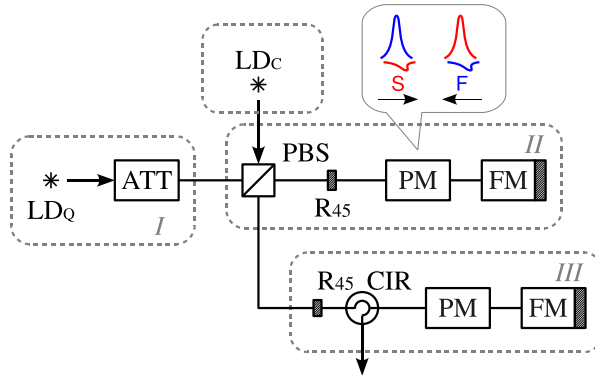 LDC
S F
PBS
II
ATT
PM
FM
LDQ
I
R45
R45 CIR
III
PM
FM